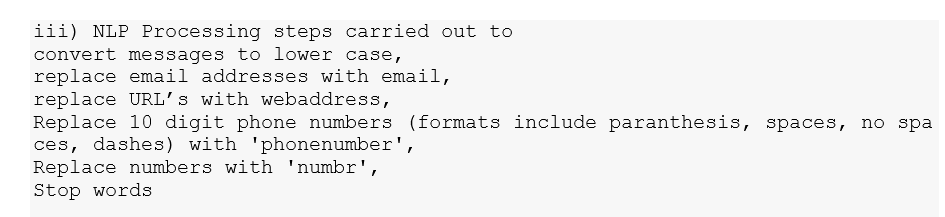 iii) NLP Processing steps carried out to
convert messages to lower case,
replace email addresses with email,
replace URL’s with webaddress,
Replace 10 digit phone numbers (formats include paranthesis, spaces, no spa
ces, dashes) with 'phonenumber',
Replace numbers with 'numbr',
Stop words